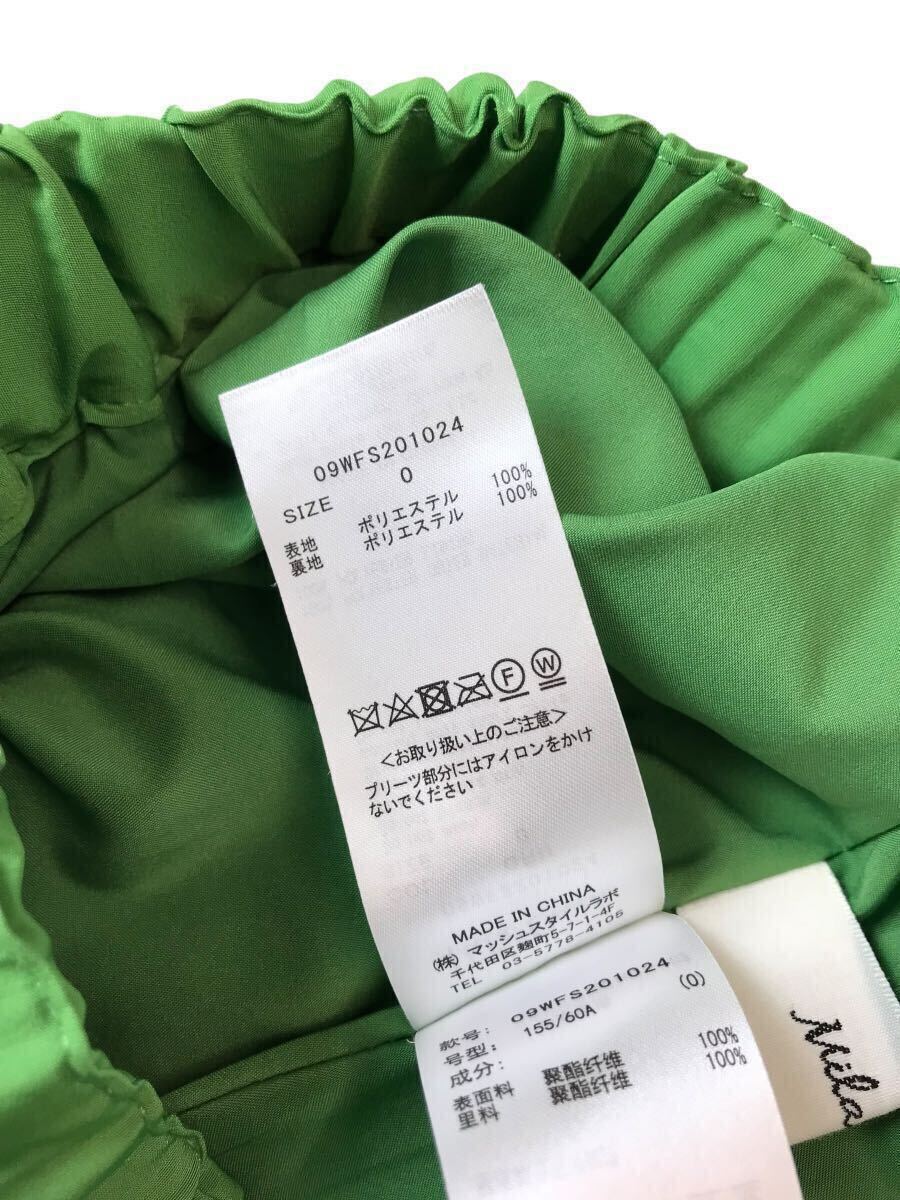 09WFS201024
SIZE 0
表地 ポリエステル 100%
裏地 ポリエステル 100%
F W
<お取り扱い上のご注意>
プリーツ部分にはアイロンをかけ
ないでください
MADE IN CHINA
(株) マッシュスタイルラボ
千代田区麹町5-7-1-4F
TEL 03-5778-4105
款号: 09WFS201024 (0)
号型: 155/60A
成分:
表面料 聚酯纤维 100%
里料 聚酯纤维 100%